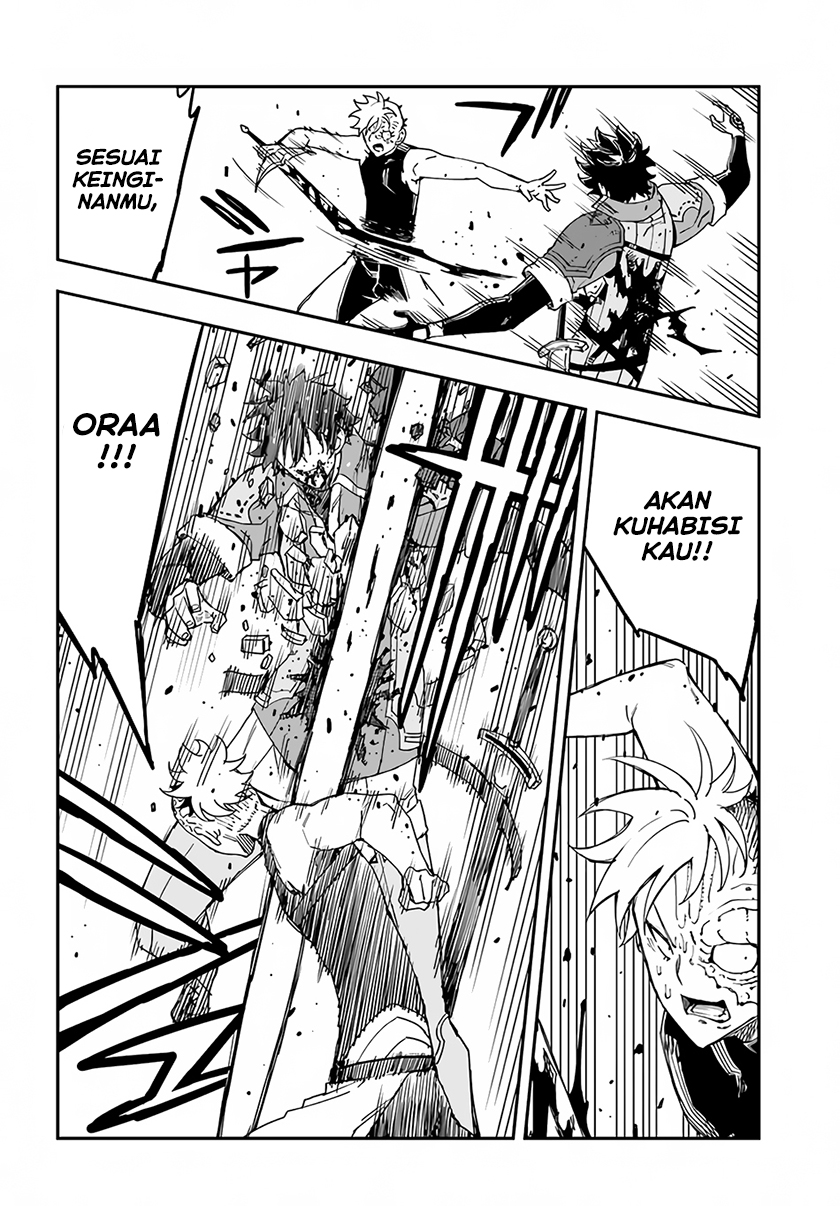 SESUAI
KEINGI-
NANMU,
AKAN
KUHABISI
KAU!!
ORAA
!!!